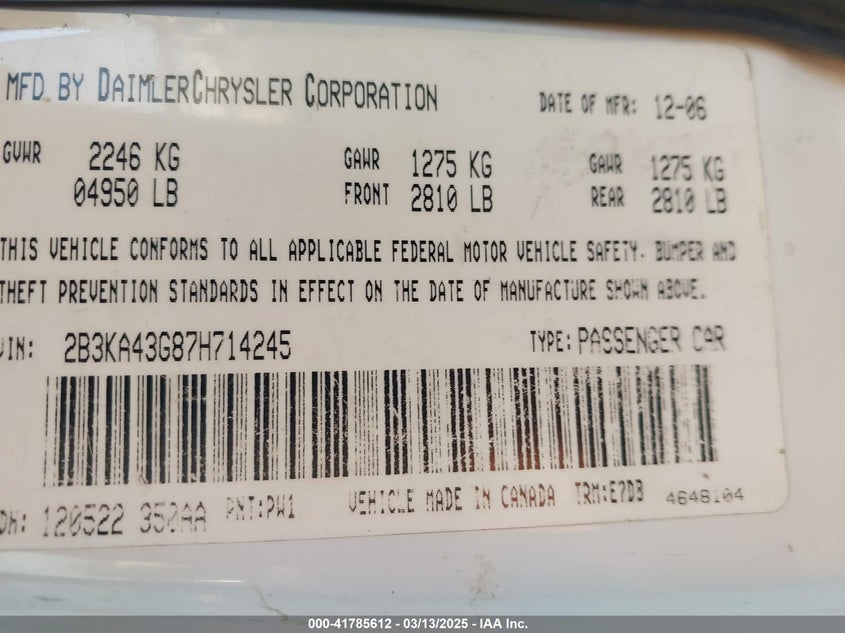 MFD BY DAIMLERCHRYSLER CORPORATION DATE OF MFR: 12-06
GVWR 2246 KG GAWR 1275 KG GAWR 1275 KG
04950 LB FRONT 2810 LB REAR 2810 LB
THIS VEHICLE CONFORMS TO ALL APPLICABLE FEDERAL MOTOR VEHICLE SAFETY. BUMPER AND
THEFT PREVENTION STANDARDS IN EFFECT ON THE DATE OF MANUFACTURE SHOWN ABOVE.
VIN: 2B3KA43G87H714245 TYPE: PASSENGER CAR
120522 350AA PNT:PW1 VEHICLE MADE IN CANADA TRM:E7D3 4648104
000-41785612 - 03/13/2025 - IAA Inc.